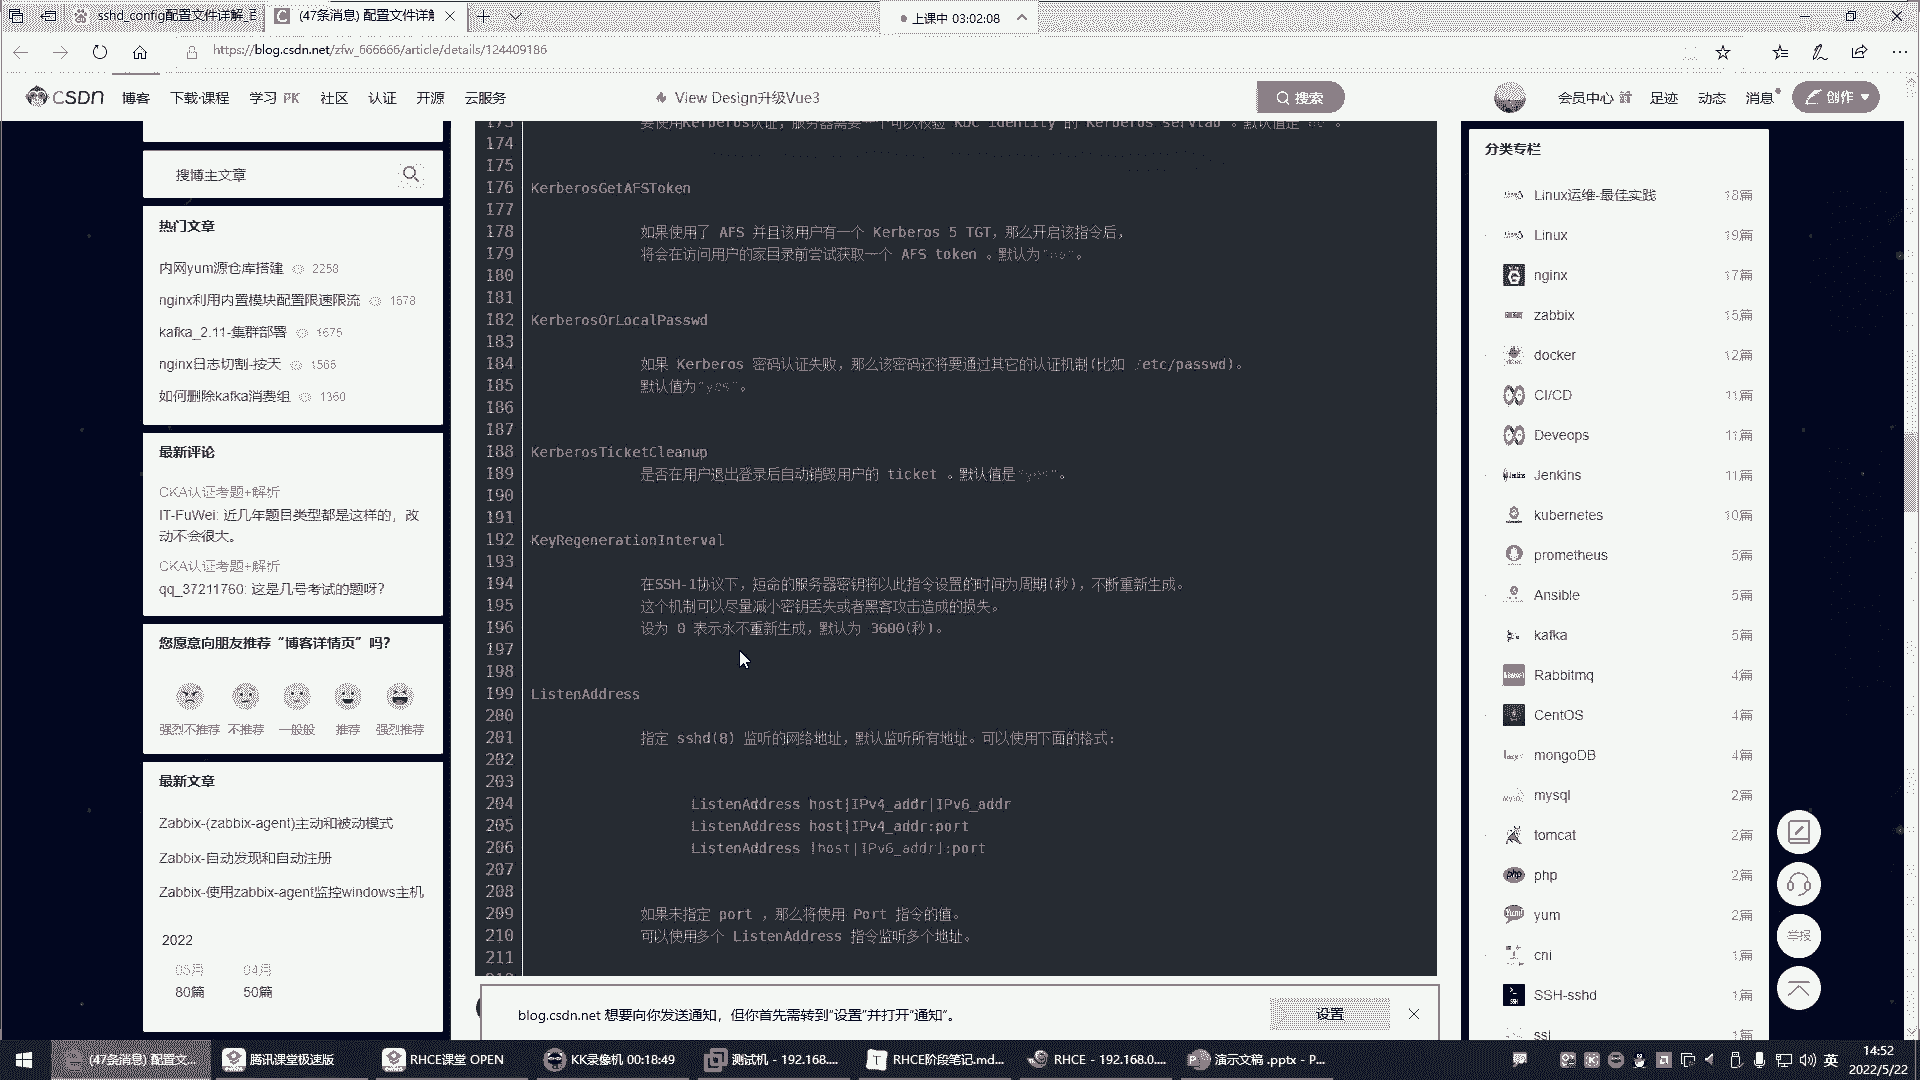 sshd_config配置文件详解_百
(47条消息) 配置文件详解
上课中 03:02:08
https://blog.csdn.net/zfw_666666/article/details/124409186
CSDN 博客 下载·课程 学习 PK 社区 认证 开源 云服务 View Design升级Vue3 搜索 会员中心 足迹 动态 消息 创作
搜博主文章
热门文章
内网yum源仓库搭建 2258
nginx利用内置模块配置限速限流 1678
kafka_2.11-集群部署 1675
nginx日志切割-按天 1566
如何删除kafka消费组 1360
最新评论
CKA认证考题+解析
IT-FuWei: 近几年题目类型都是这样的，改
动不会很大。
CKA认证考题+解析
qq_37211760: 这是几号考试的题呀？
您愿意向朋友推荐“博客详情页”吗？
强烈不推荐 不推荐 一般般 推荐 强烈推荐
最新文章
Zabbix-(zabbix-agent)主动和被动模式
Zabbix-自动发现和自动注册
Zabbix-使用zabbix-agent监控windows主机
2022
05月 04月
80篇 50篇
173 要使用Kerberos认证，服务器需要一个可以校验 KDC identity 的 Kerberos servtab 。默认值是"no"。
174
175
176 KerberosGetAFSToken
177
178 如果使用了 AFS 并且该用户有一个 Kerberos 5 TGT，那么开启该指令后，
179 将会在访问用户的家目录前尝试获取一个 AFS token 。默认为"no"。
180
181
182 KerberosOrLocalPasswd
183
184 如果 Kerberos 密码认证失败，那么该密码还将要通过其它的认证机制(比如 /etc/passwd)。
185 默认值为"yes"。
186
187
188 KerberosTicketCleanup
189 是否在用户退出登录后自动销毁用户的 ticket 。默认值是"yes"。
190
191
192 KeyRegenerationInterval
193
194 在SSH-1协议下，短命的服务器密钥将以此指令设置的时间为周期(秒)，不断重新生成。
195 这个机制可以尽量减小密钥丢失或者黑客攻击造成的损失。
196 设为 0 表示永不重新生成，默认为 3600(秒)。
197
198
199 ListenAddress
200
201 指定 sshd(8) 监听的网络地址，默认监听所有地址。可以使用下面的格式：
202
203
204 ListenAddress host|IPv4_addr|IPv6_addr
205 ListenAddress host|IPv4_addr:port
206 ListenAddress [host|IPv6_addr]:port
207
208
209 如果未指定 port ，那么将使用 Port 指令的值。
210 可以使用多个 ListenAddress 指令监听多个地址。
211
blog.csdn.net 想要向你发送通知，但你首先需转到“设置”并打开“通知”。 设置
分类专栏
Linux运维-最佳实践 18篇
Linux 19篇
nginx 17篇
zabbix 15篇
docker 12篇
CI/CD 11篇
Deveops 11篇
Jenkins 11篇
kubernetes 10篇
prometheus 5篇
Ansible 5篇
kafka 5篇
Rabbitmq 4篇
CentOS 4篇
mongoDB 4篇
mysql 2篇
tomcat 2篇
php 2篇
yum 2篇
cni 1篇
SSH-sshd 1篇
ssl 1篇
举报
(47条消息) 配置文... 腾讯课堂极速版 RHCE课堂 OPEN KK录像机 00:18:49 测试机 - 192.168.... RHCE阶段笔记.md... RHCE - 192.168.0.... 演示文稿 .pptx - P... 英 14:52
2022/5/22